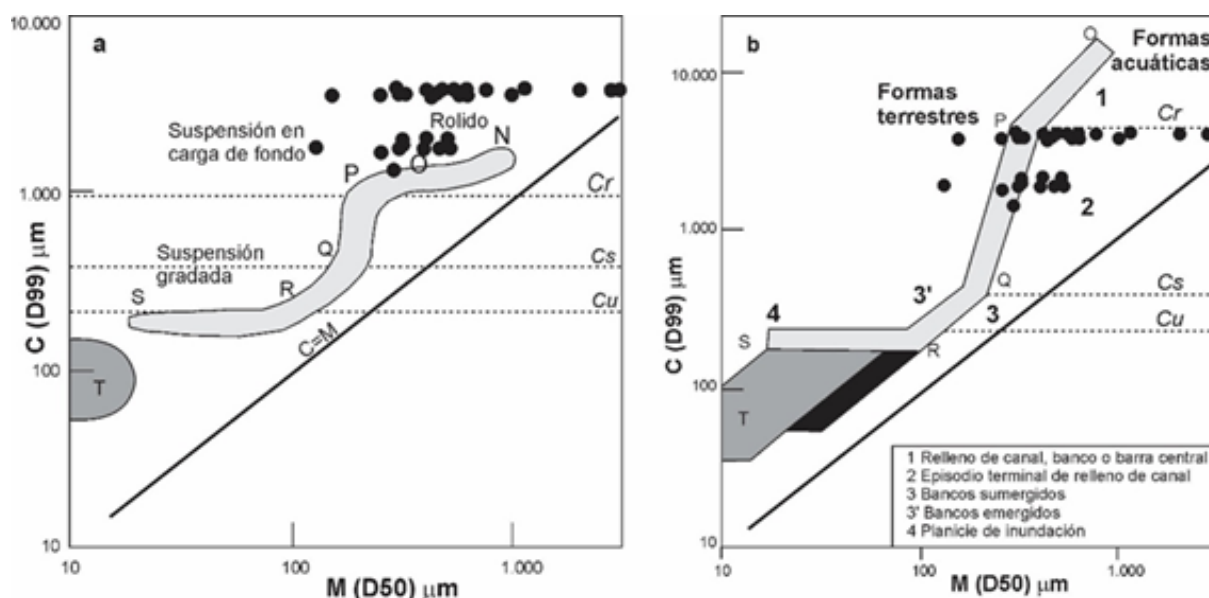 10.000
a
Suspensión en
carga de fondo
Rolido
N
O
P
1.000
Cr
Q
Suspensión
gradada
Cs
R
S
Cu
C=M
100
T
10
10
100
1.000
C (D99) μm
M (D50) μm
b
O
Formas
acuáticas
10.000
Formas
terrestres
1
P
Cr
2
1.000
3'
Q
Cs
4
3
Cu
S
R
100
T
1 Relleno de canal, banco o barra central
2 Episodio terminal de relleno de canal
3 Bancos sumergidos
3' Bancos emergidos
4 Planicie de inundación
10
10
100
1.000
C (D99) μm
M (D50) μm